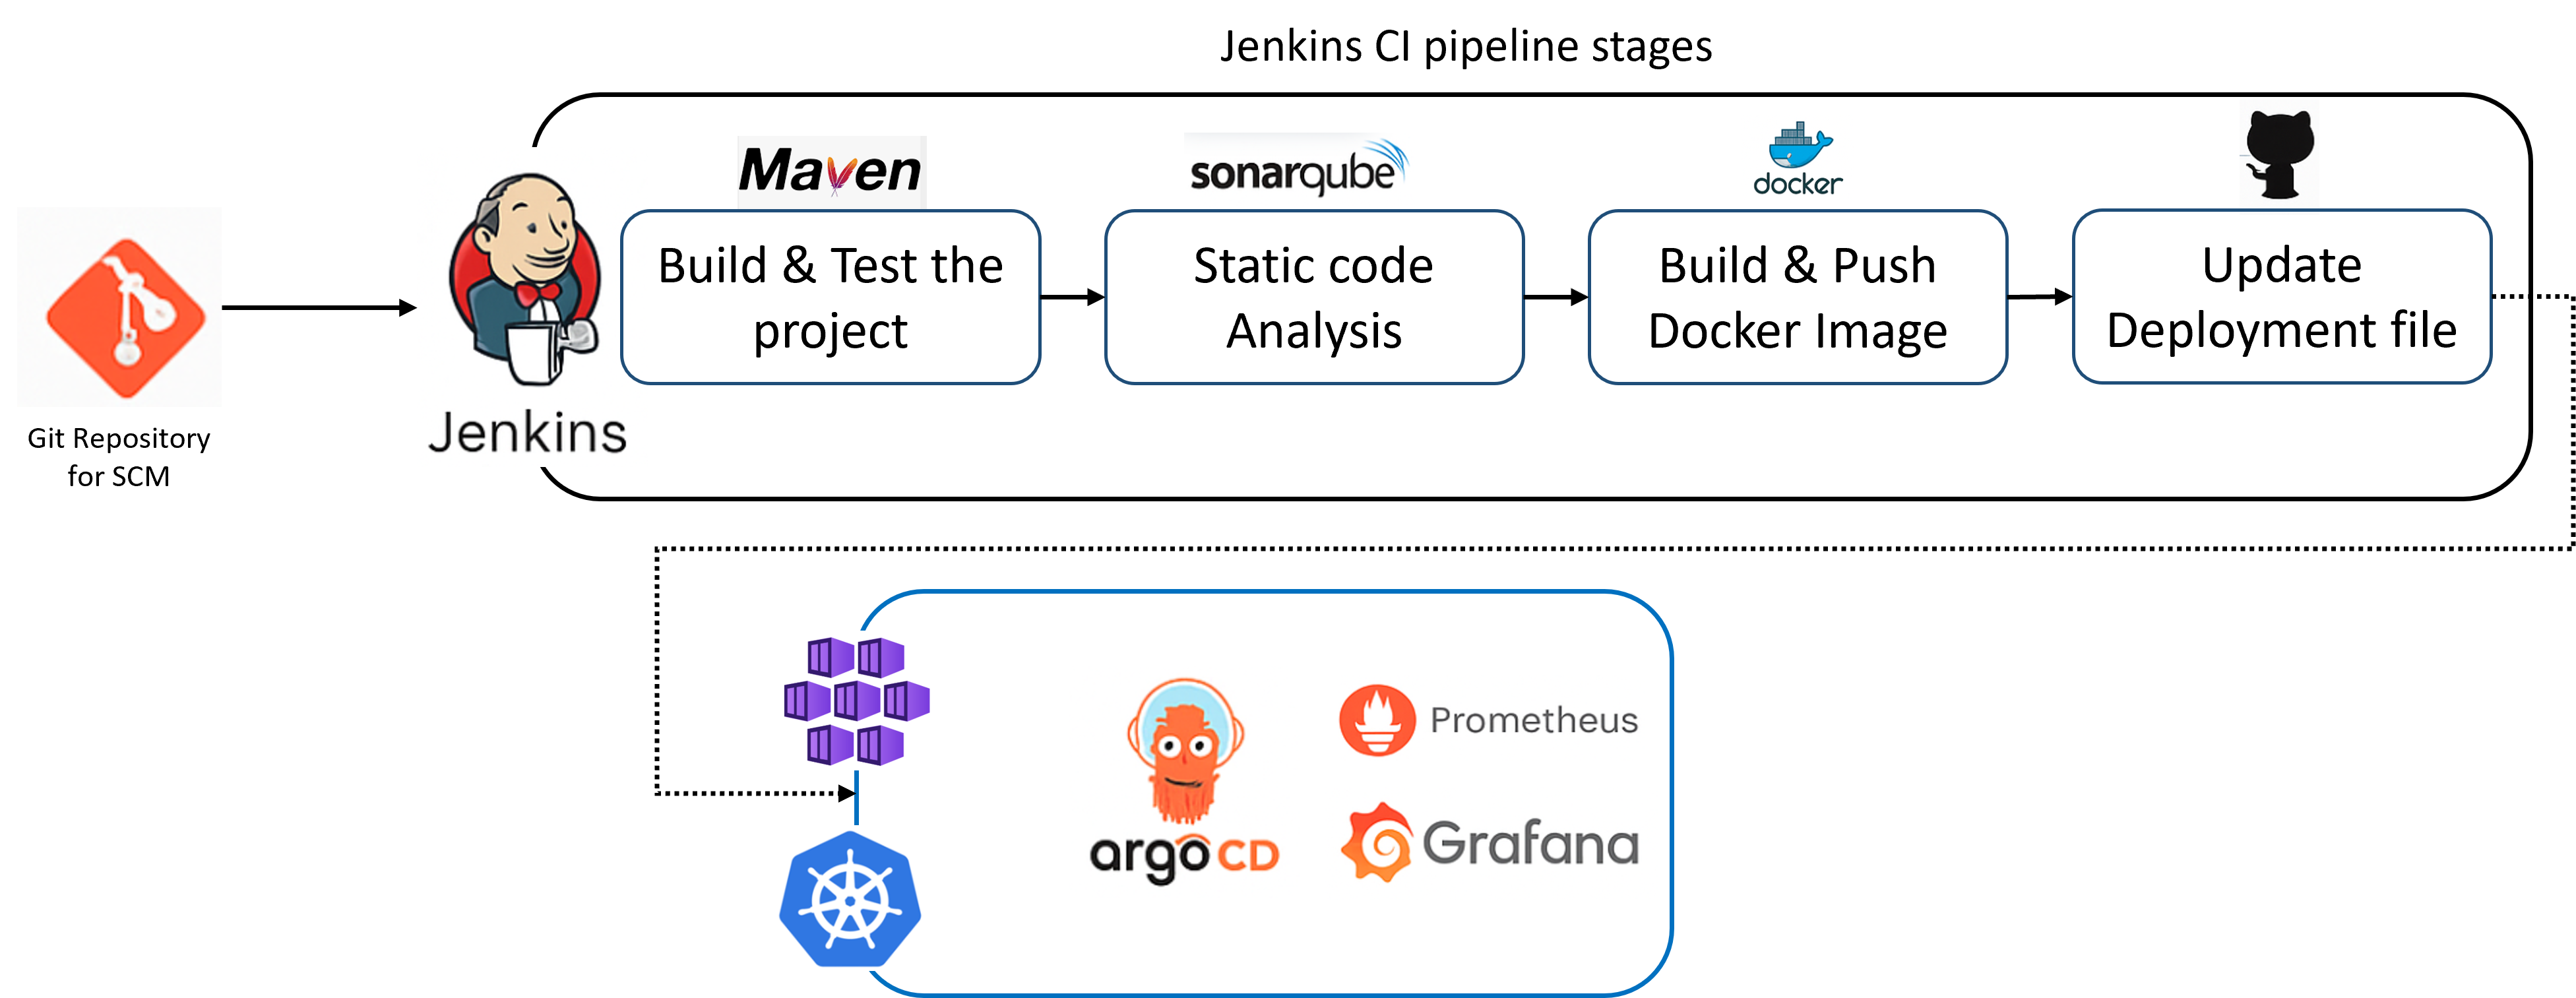 Jenkins CI pipeline stages
Maven
sonarqube
docker
Build & Test the
project
Static code
Analysis
Build & Push
Docker Image
Update
Deployment file
Jenkins
Git Repository
for SCM
argo CD
Prometheus
Grafana